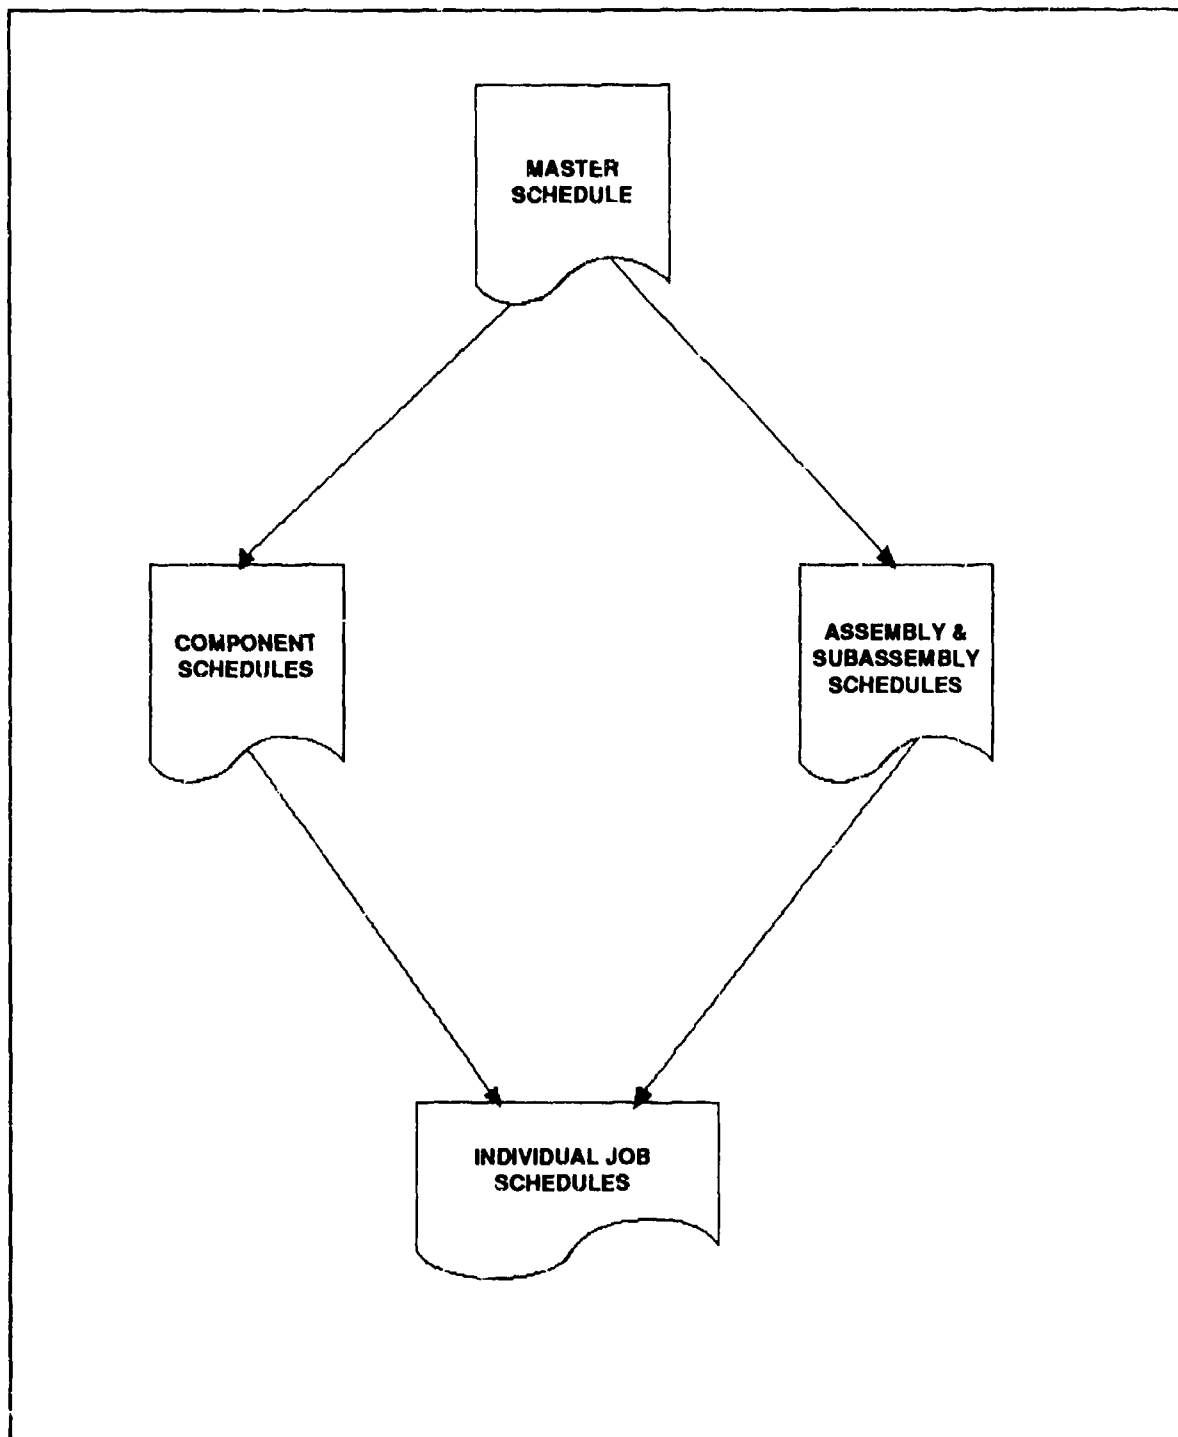 MASTER
SCHEDULE
COMPONENT
SCHEDULES
ASSEMBLY &
SUBASSEMBLY
SCHEDULES
INDIVIDUAL JOB
SCHEDULES